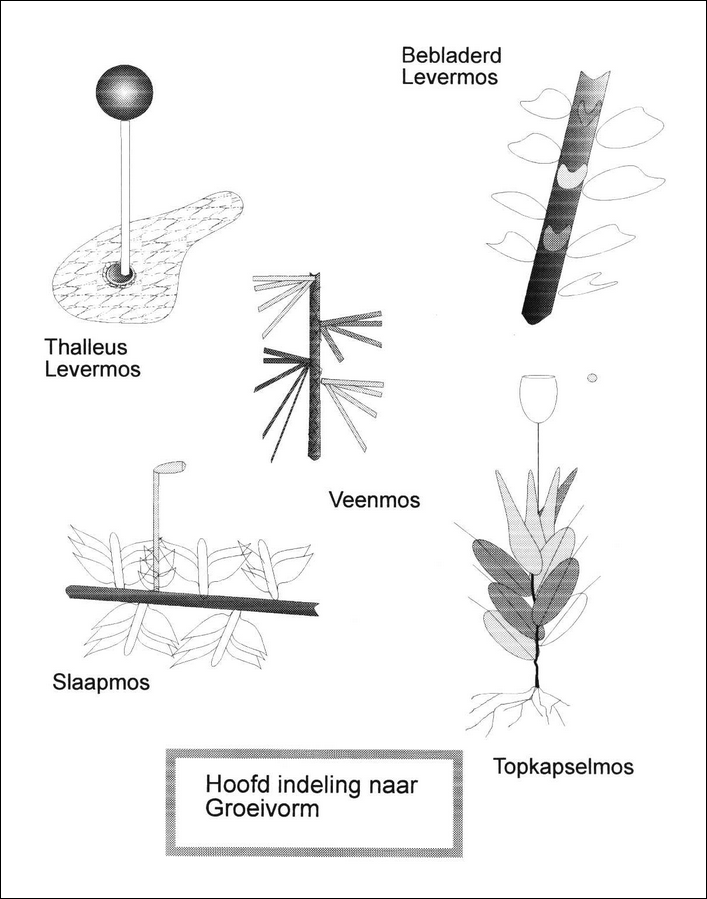 Bebladerd
Levermos
Thalleus
Levermos
Veenmos
Slaapmos
Topkapselmos
Hoofd indeling naar
Groeivorm